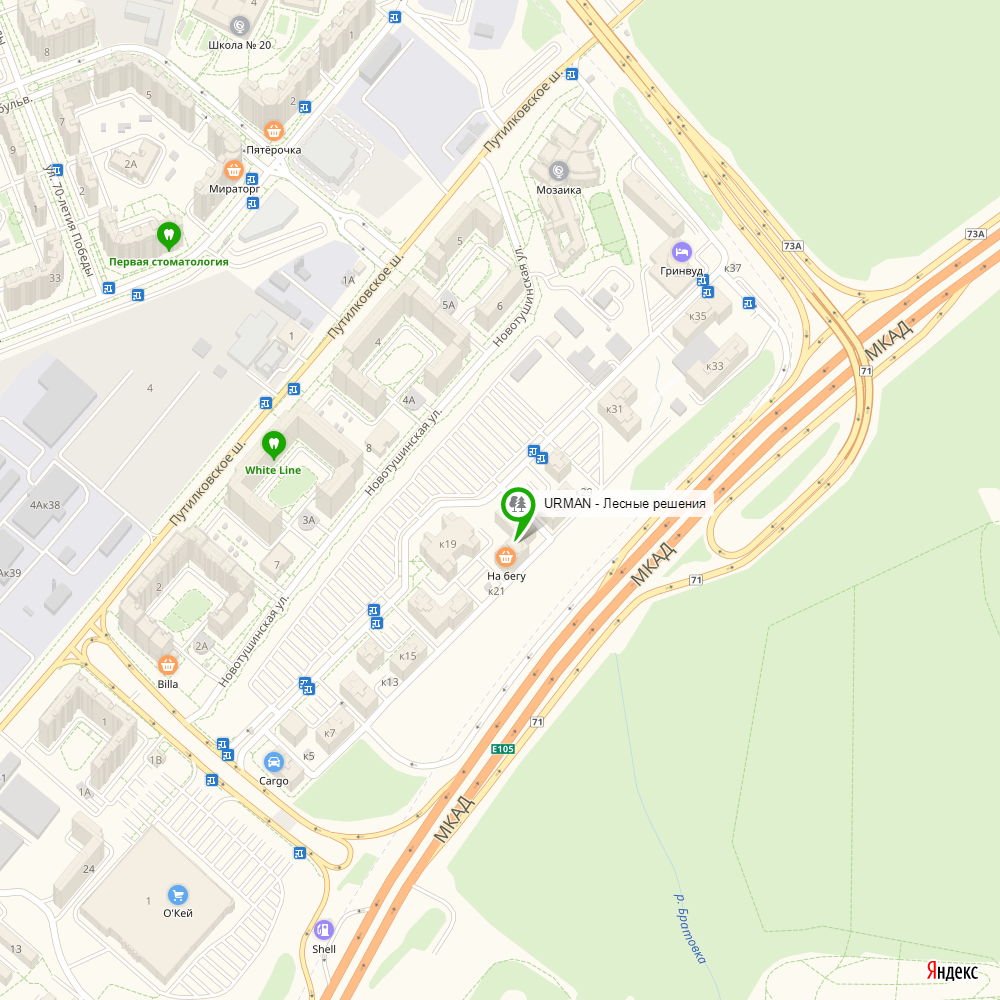 Школа № 20
8
5
2
бульв.
Пятёрочка
2А
Мираторг
1
ул. 70-летия Победы
Первая стоматология
33
Путилковское ш.
Мозаика
73А
73А
5
1А
Новотушинская ул.
Гринвуд
к37
Путилковское ш.
5А
6
к35
МКАД
1
4
к33
71
4
4А
к31
8
Новотушинская ул.
White Line
Путилковское ш.
4Ак38
3А
URMAN - Лесные решения
к19
МКАД
Ак39
7
На бегу
71
2
к21
Новотушинская ул.
2А
к15
Billa
к13
1
71
к7
E105
1В
к5
Cargo
1
1А
МКАД
24
1
О'Кей
р. Братовка
Shell
13
Яндекс